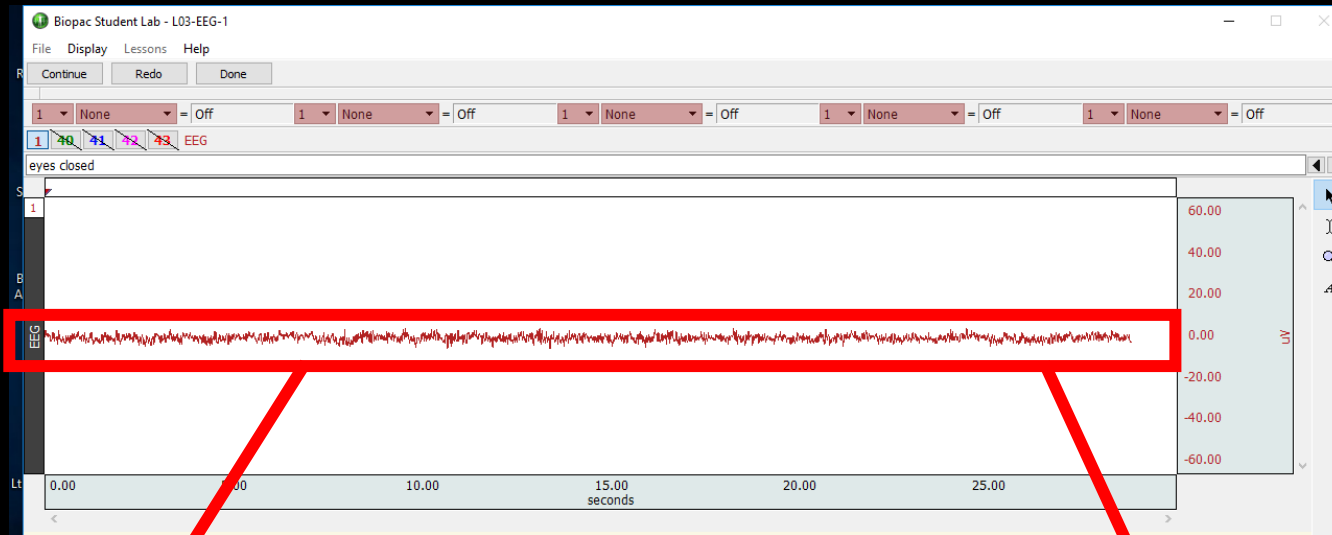 Biopac Student Lab - L03-EEG-1
File Display Lessons Help
R
Continue Redo Done
1 None = Off 1 None = Off 1 None = Off 1 None = Off 1 None = Off
1 40 41 42 43 EEG
eyes closed
S
1
60.00
40.00
B
20.00
A
EEG
0.00
uV
-20.00
-40.00
-60.00
Lt
0.00 10.00 15.00 20.00 25.00
seconds